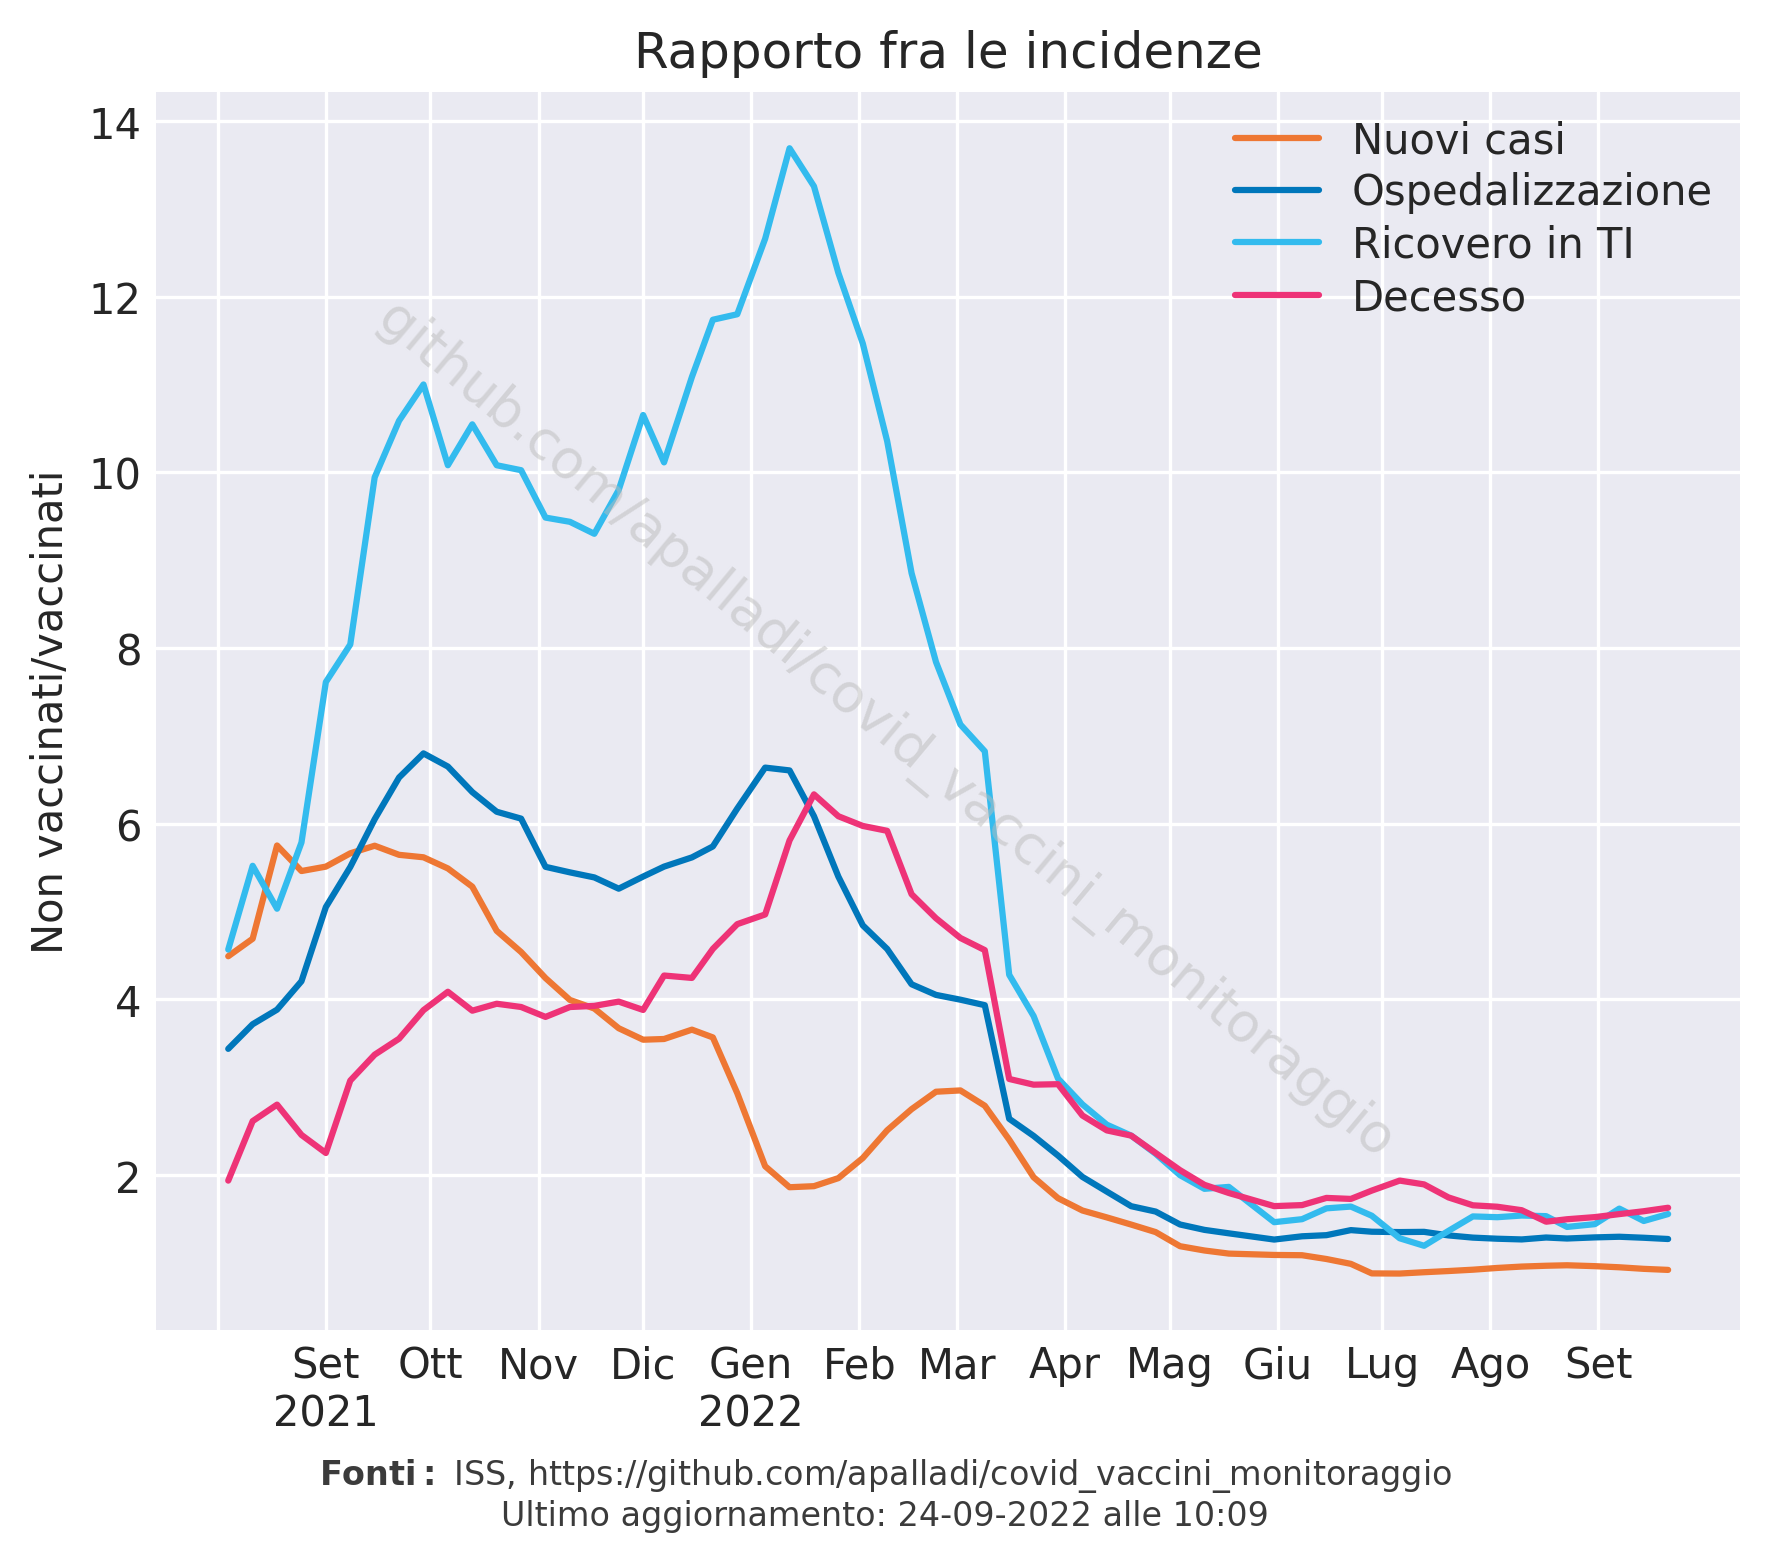 Rapporto fra le incidenze
Non vaccinati/vaccinati
14
12
10
8
6
4
2
Nuovi casi
Ospedalizzazione
Ricovero in TI
Decesso
github.com/apalladi/covid_vaccini_monitoraggio
Set Ott Nov Dic Gen Feb Mar Apr Mag Giu Lug Ago Set
2021 2022
Fonti: ISS, https://github.com/apalladi/covid_vaccini_monitoraggio
Ultimo aggiornamento: 24-09-2022 alle 10:09